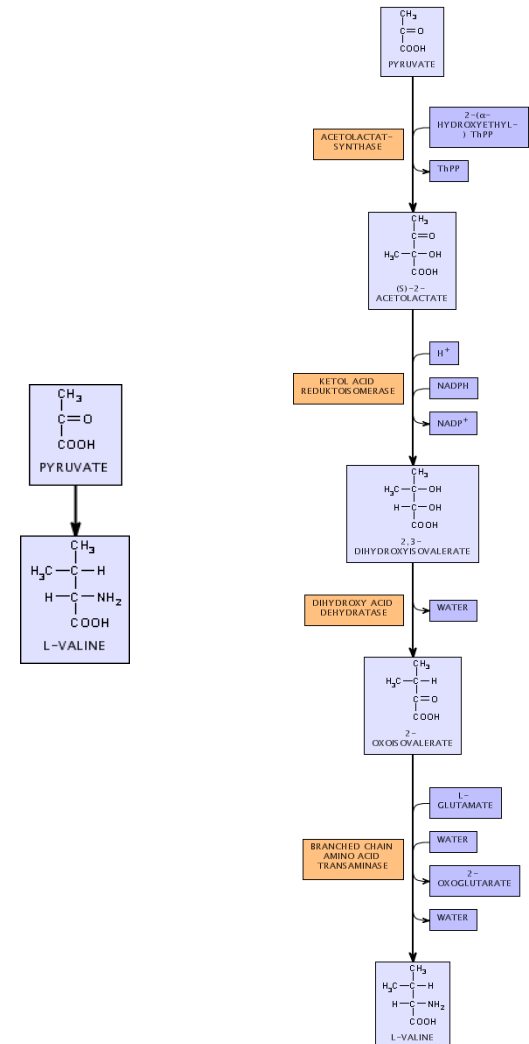 CH3
C=O
COOH
PYRUVATE
CH3
H3C-C-H
H-C-NH2
COOH
L-VALINE
CH3
C=O
COOH
PYRUVATE
ACETOLACTAT-
SYNTHASE
2-(α-
HYDROXYETHYL-
) ThPP
ThPP
CH3
C=O
H3C-C-OH
COOH
(S)-2-
ACETOLACTATE
H+
KETOL ACID
REDUKTOISOMERASE
NADPH
NADP+
CH3
H3C-C-OH
H-C-OH
COOH
2,3-
DIHYDROXYISOVALERATE
DIHYDROXY ACID
DEHYDRATASE
WATER
CH3
H3C-C-H
C=O
COOH
2-
OXOISOVALERATE
L-
GLUTAMATE
WATER
BRANCHED CHAIN
AMINO ACID
TRANSAMINASE
2-
OXOGLUTARATE
WATER
CH3
H3C-C-H
H-C-NH2
COOH
L-VALINE